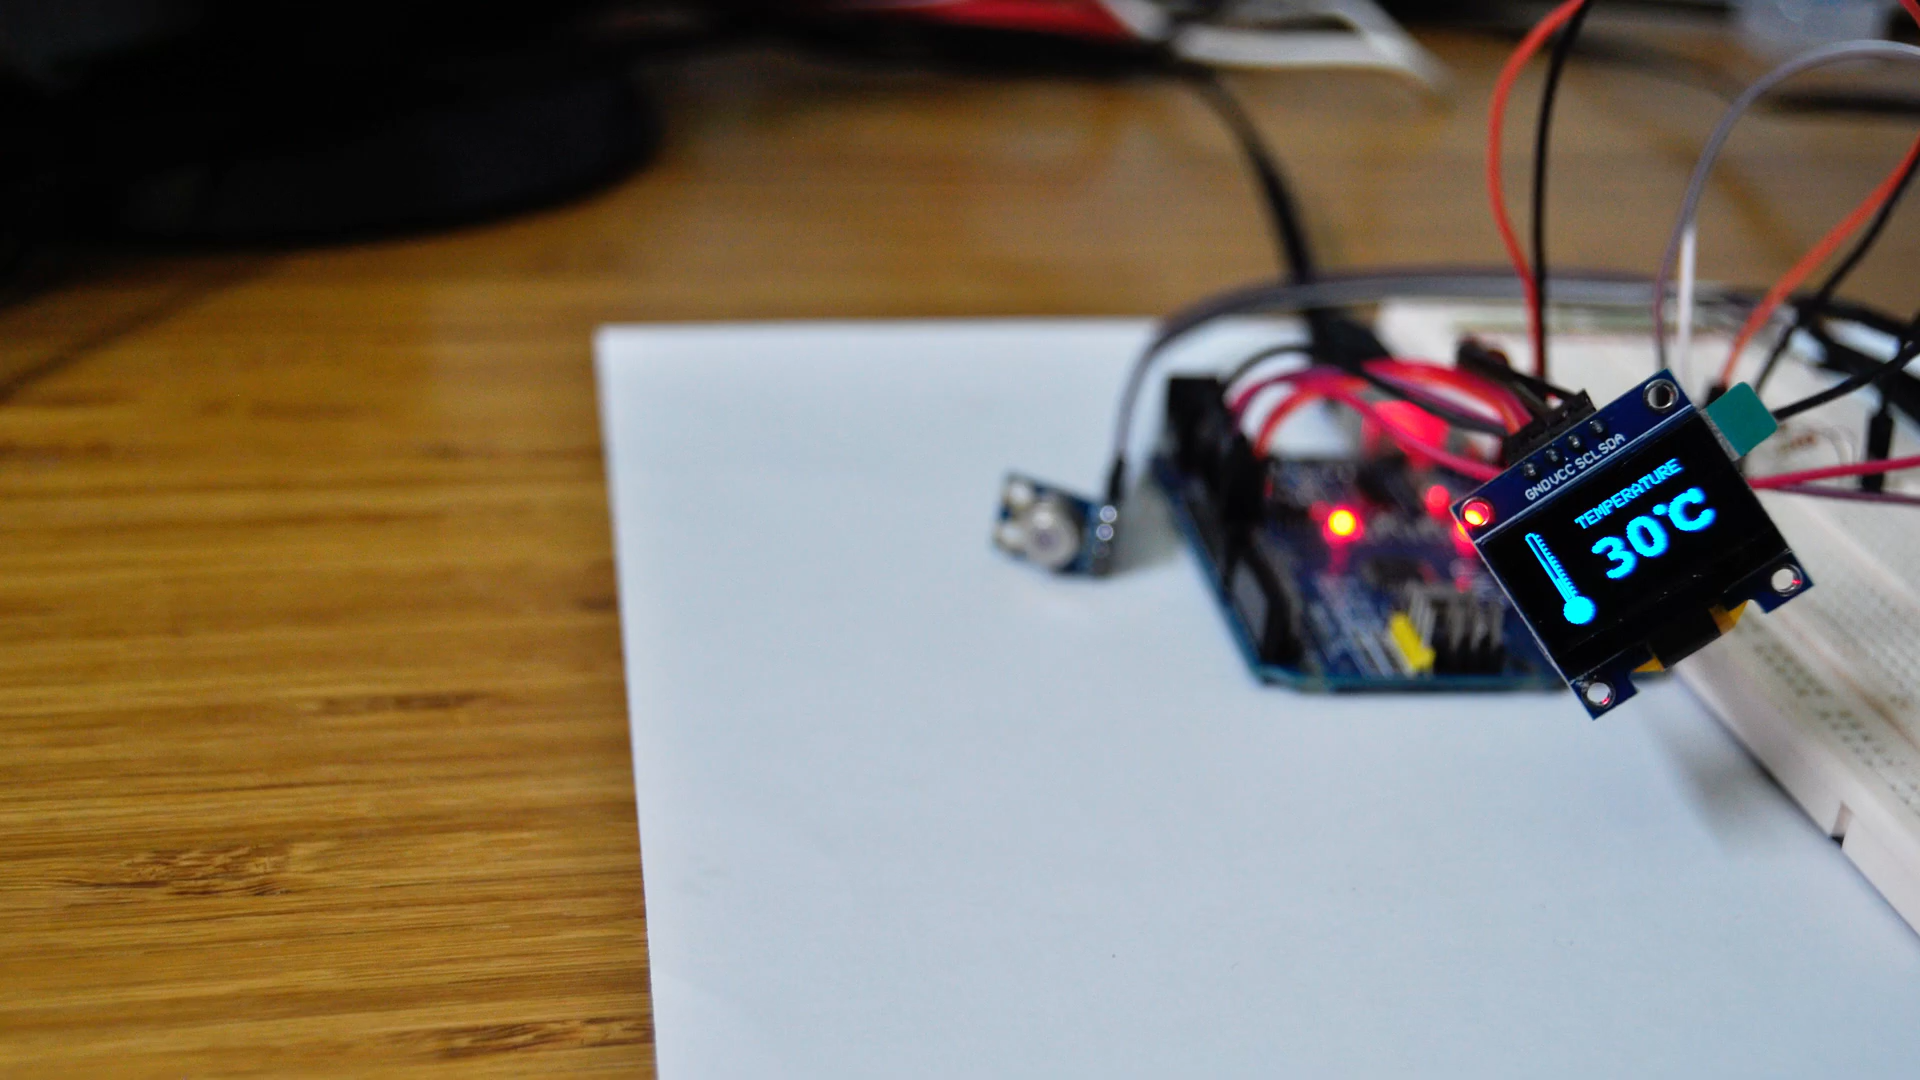 GND VCC SCL SDA
TEMPERATURE
30°C